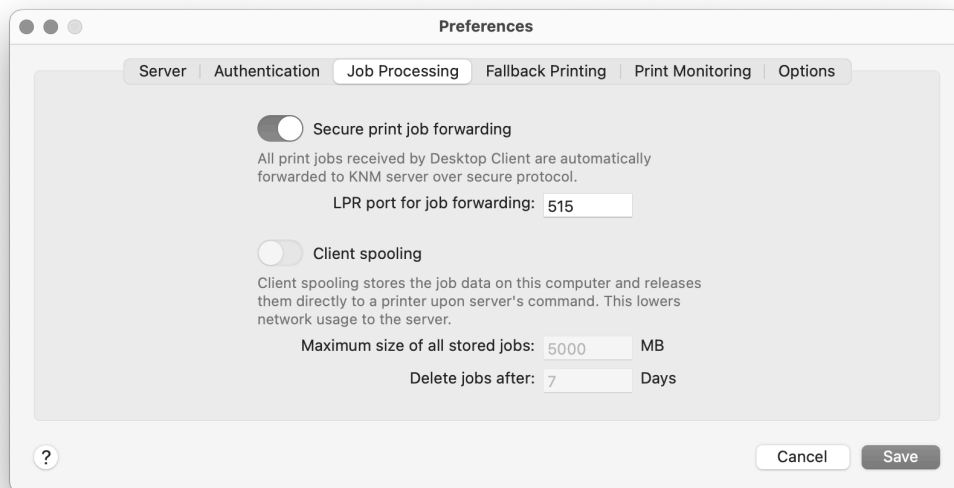 Preferences
Server Authentication Job Processing Fallback Printing Print Monitoring Options
Secure print job forwarding
All print jobs received by Desktop Client are automatically
forwarded to KNM server over secure protocol.
LPR port for job forwarding: 515
Client spooling
Client spooling stores the job data on this computer and releases
them directly to a printer upon server's command. This lowers
network usage to the server.
Maximum size of all stored jobs: 5000 MB
Delete jobs after: 7 Days
? Cancel Save